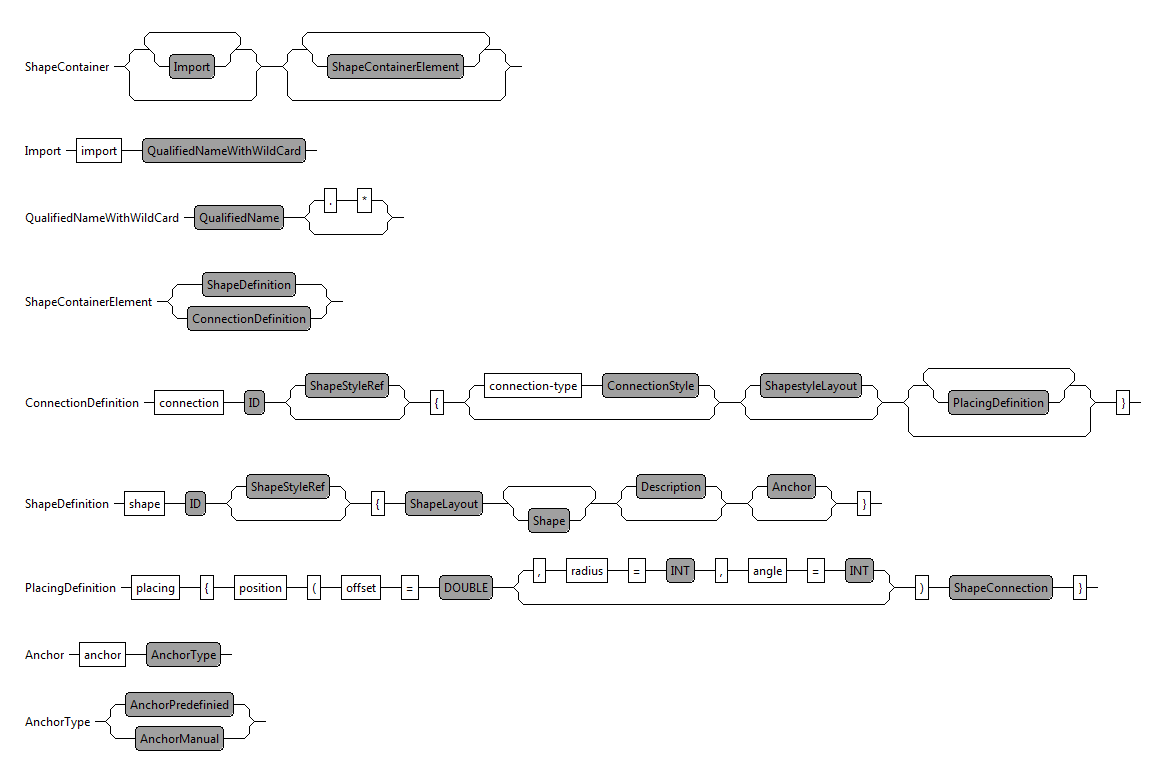 ShapeContainer Import ShapeContainerElement
Import import QualifiedNameWithWildCard
QualifiedNameWithWildCard QualifiedName . *
ShapeContainerElement ShapeDefinition
ConnectionDefinition
ConnectionDefinition connection ID ShapeStyleRef { connection-type ConnectionStyle ShapestyleLayout PlacingDefinition }
ShapeDefinition shape ID ShapeStyleRef { ShapeLayout Shape Description Anchor }
PlacingDefinition placing { position ( offset = DOUBLE , radius = INT , angle = INT ) ShapeConnection }
Anchor anchor AnchorType
AnchorType AnchorPredefinied
AnchorManual